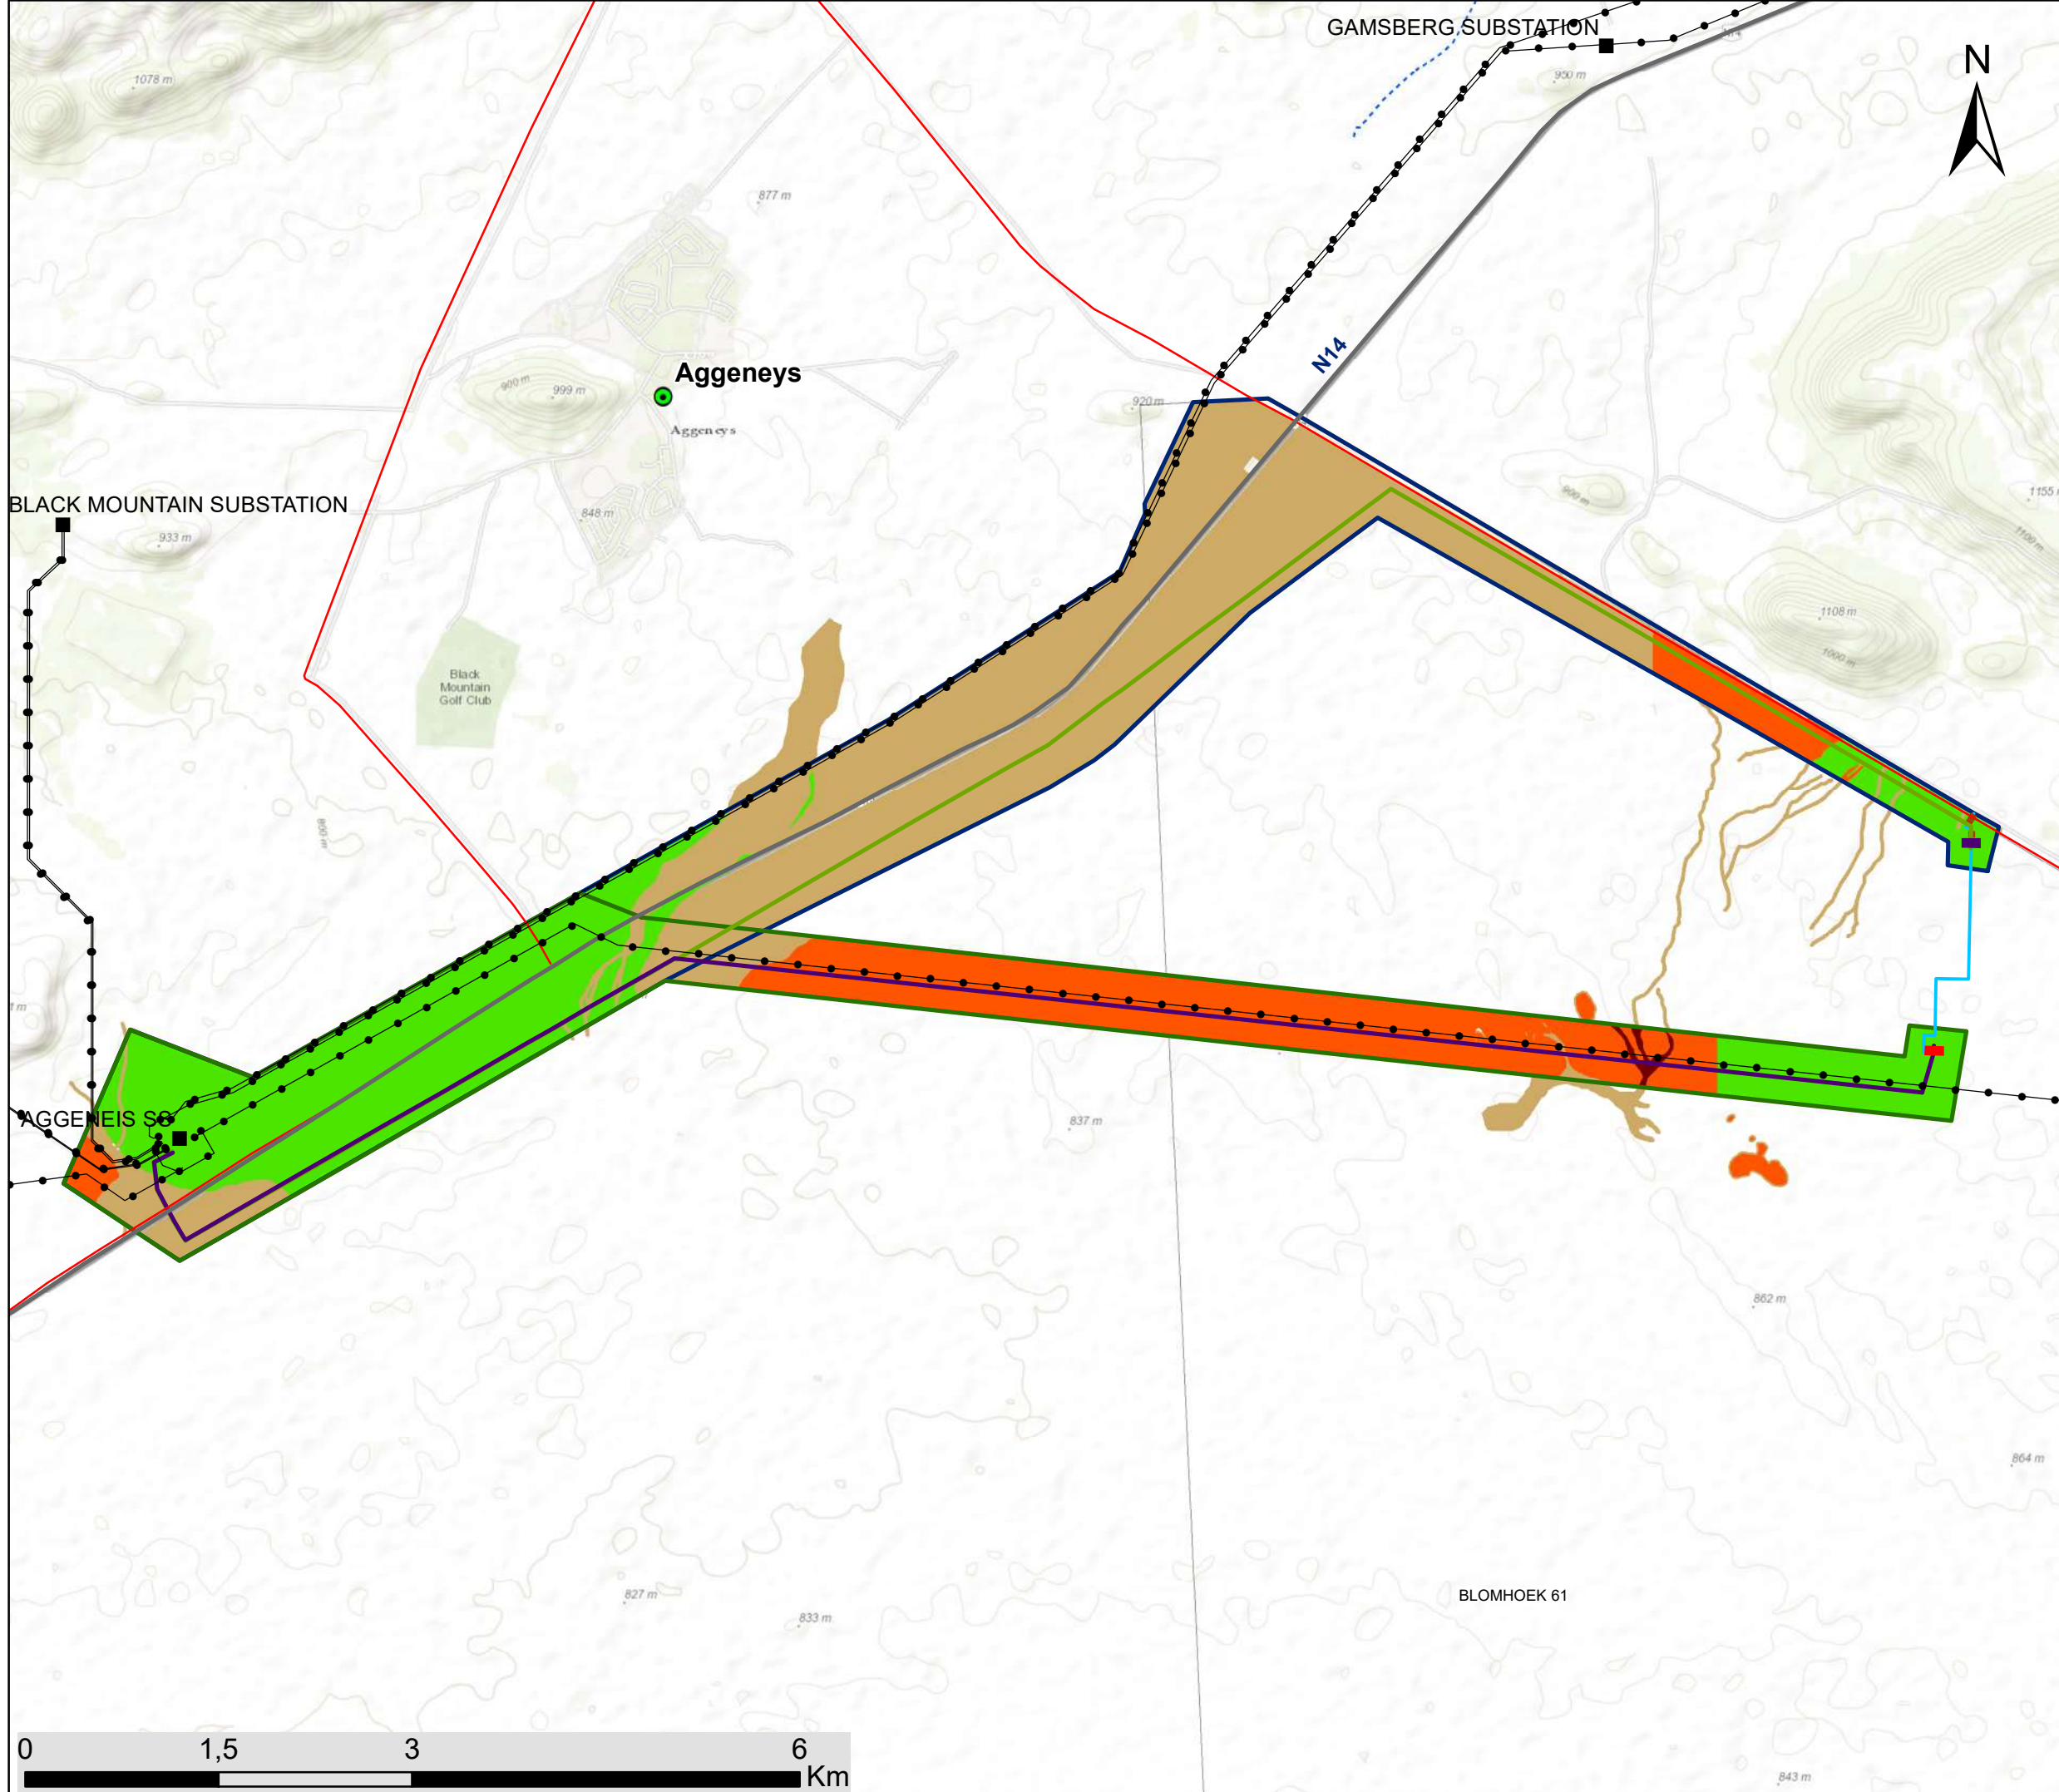 GAMSBERG SUBSTATION
N14
N
1078 m
950 m
877 m
N14
Aggeneys
900 m
999 m
920 m
Aggeneys
BLACK MOUNTAIN SUBSTATION
900 m
1155
848 m
933 m
1100 m
1108 m
1000 m
Black
Mountain
Golf Club
800 m
AGGENEIS SS
837 m
862 m
864 m
827 m
BLOMHOEK 61
833 m
0 1,5 3 6
Km
843 m